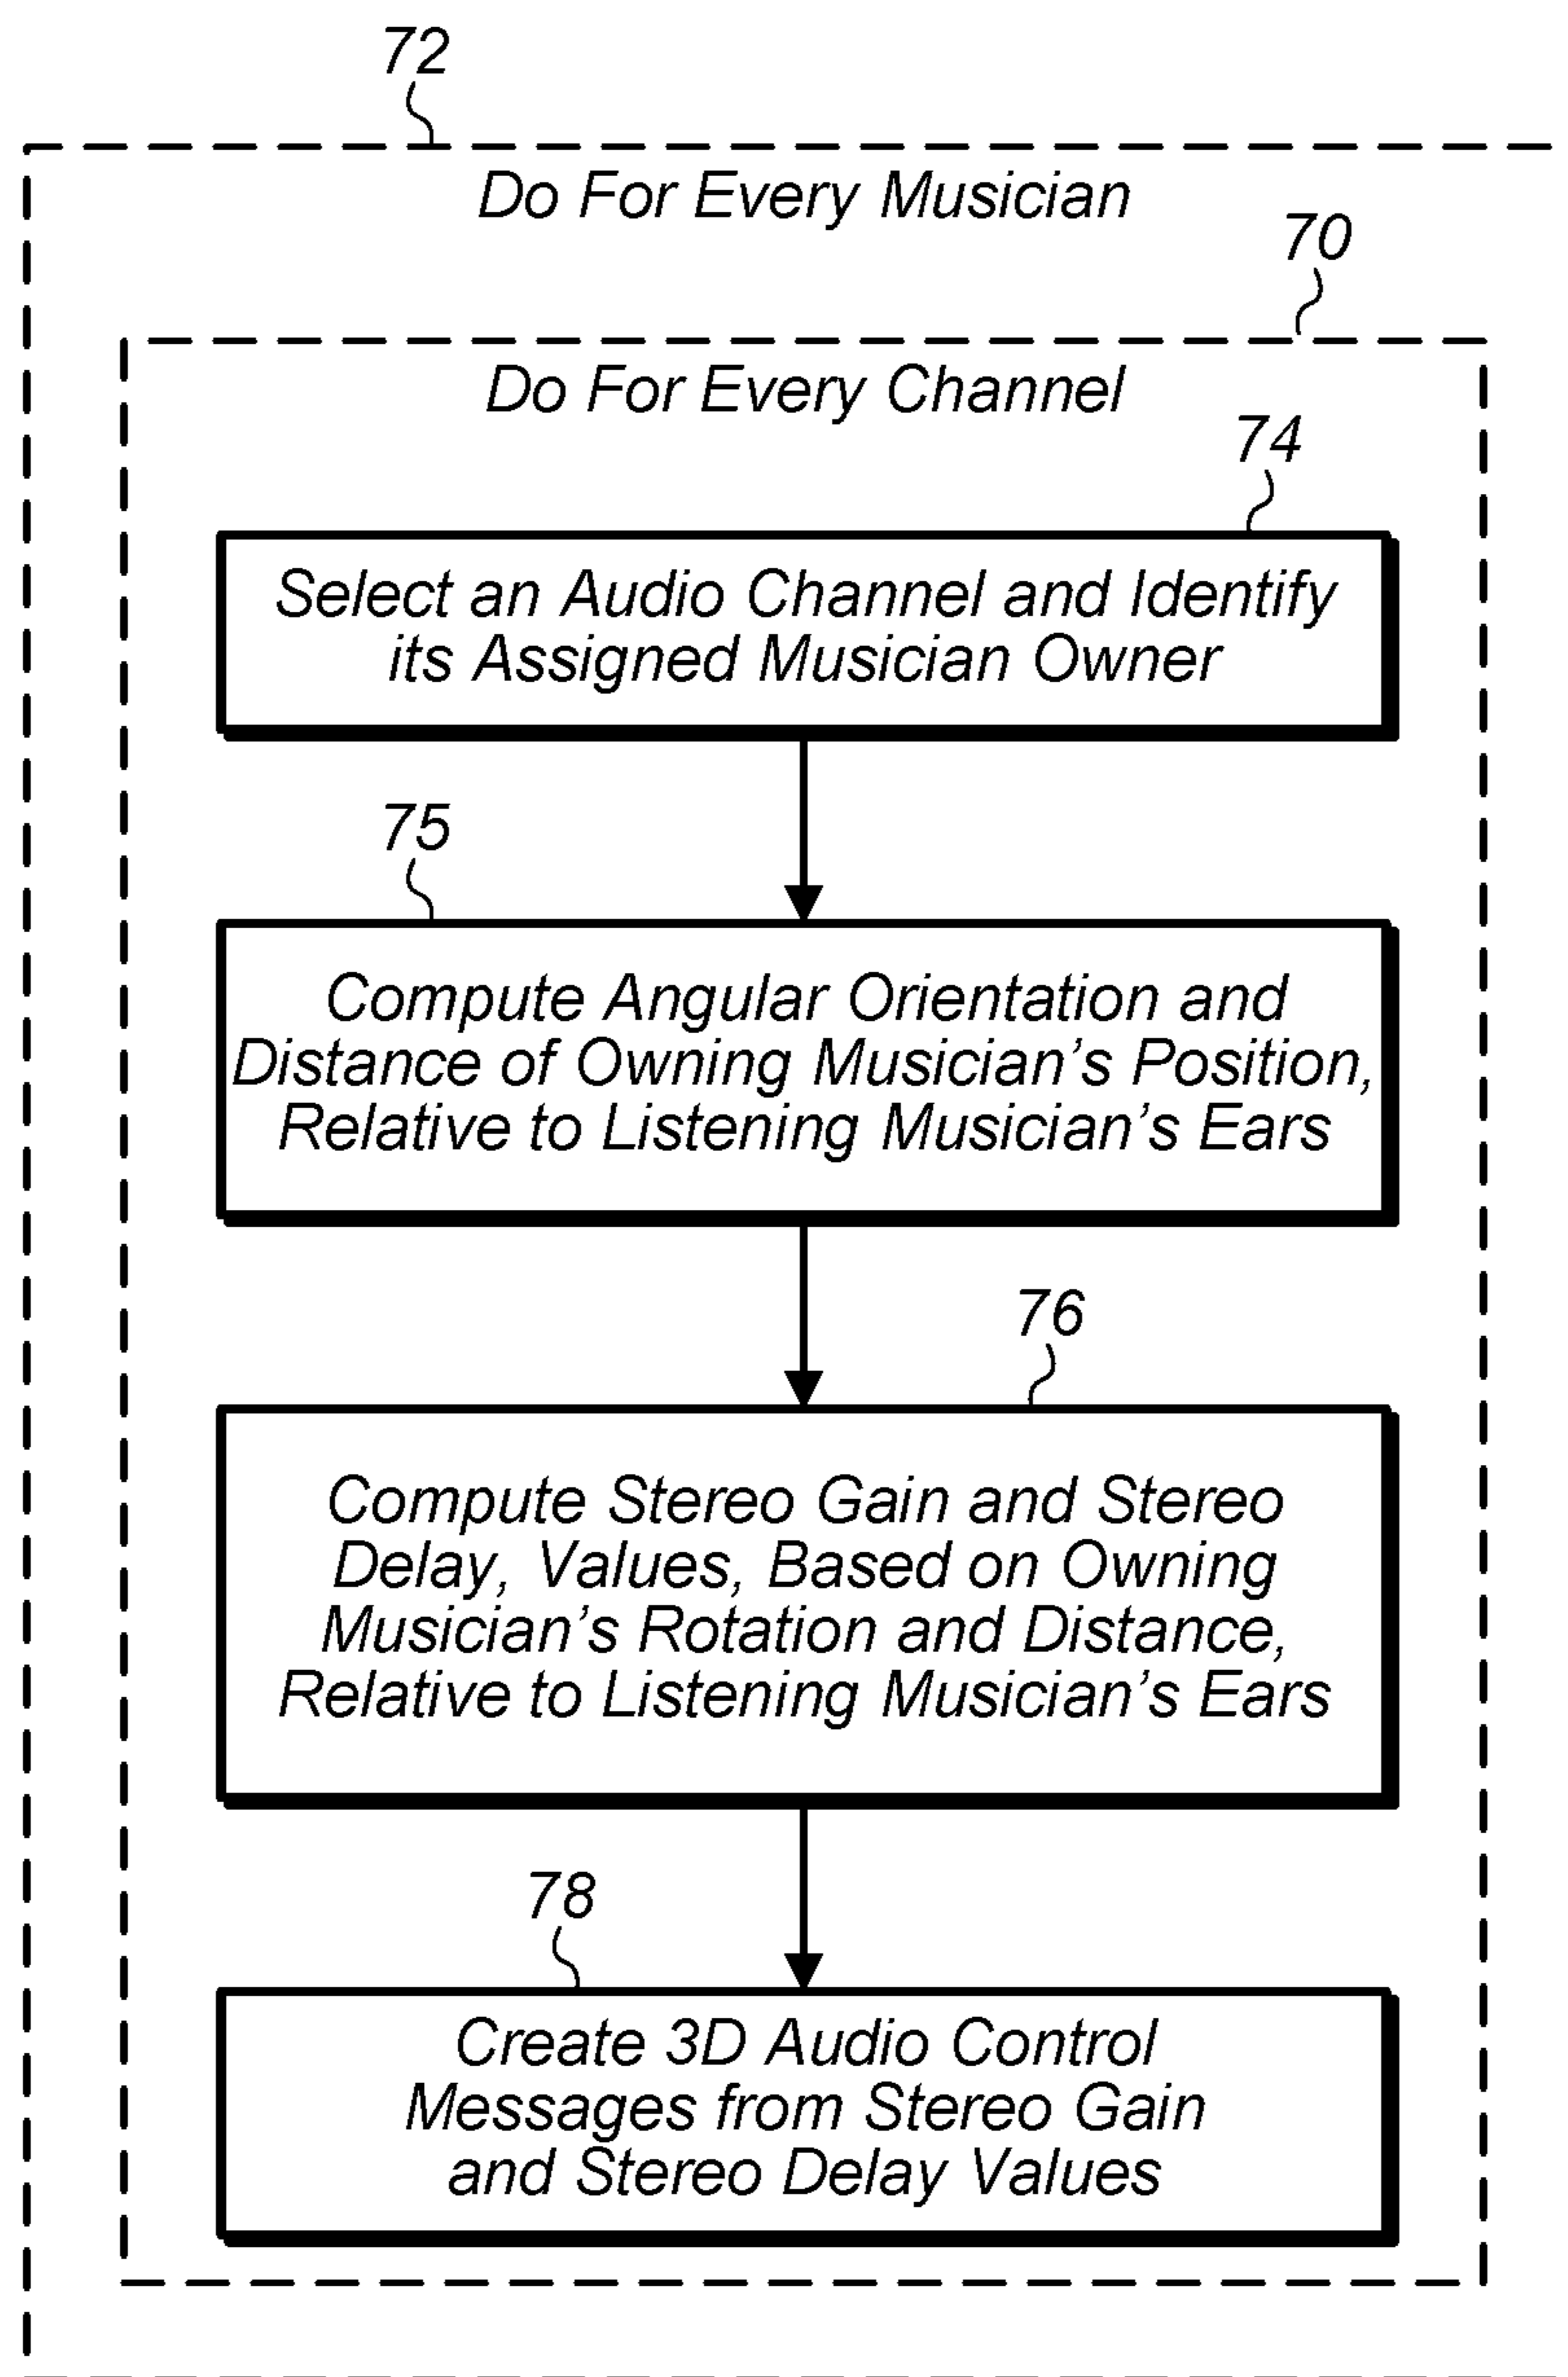 72
Do For Every Musician
70
Do For Every Channel
74
Select an Audio Channel and Identify
its Assigned Musician Owner
75
Compute Angular Orientation and
Distance of Owning Musician’s Position,
Relative to Listening Musician’s Ears
76
Compute Stereo Gain and Stereo
Delay, Values, Based on Owning
Musician’s Rotation and Distance,
Relative to Listening Musician’s Ears
78
Create 3D Audio Control
Messages from Stereo Gain
and Stereo Delay Values